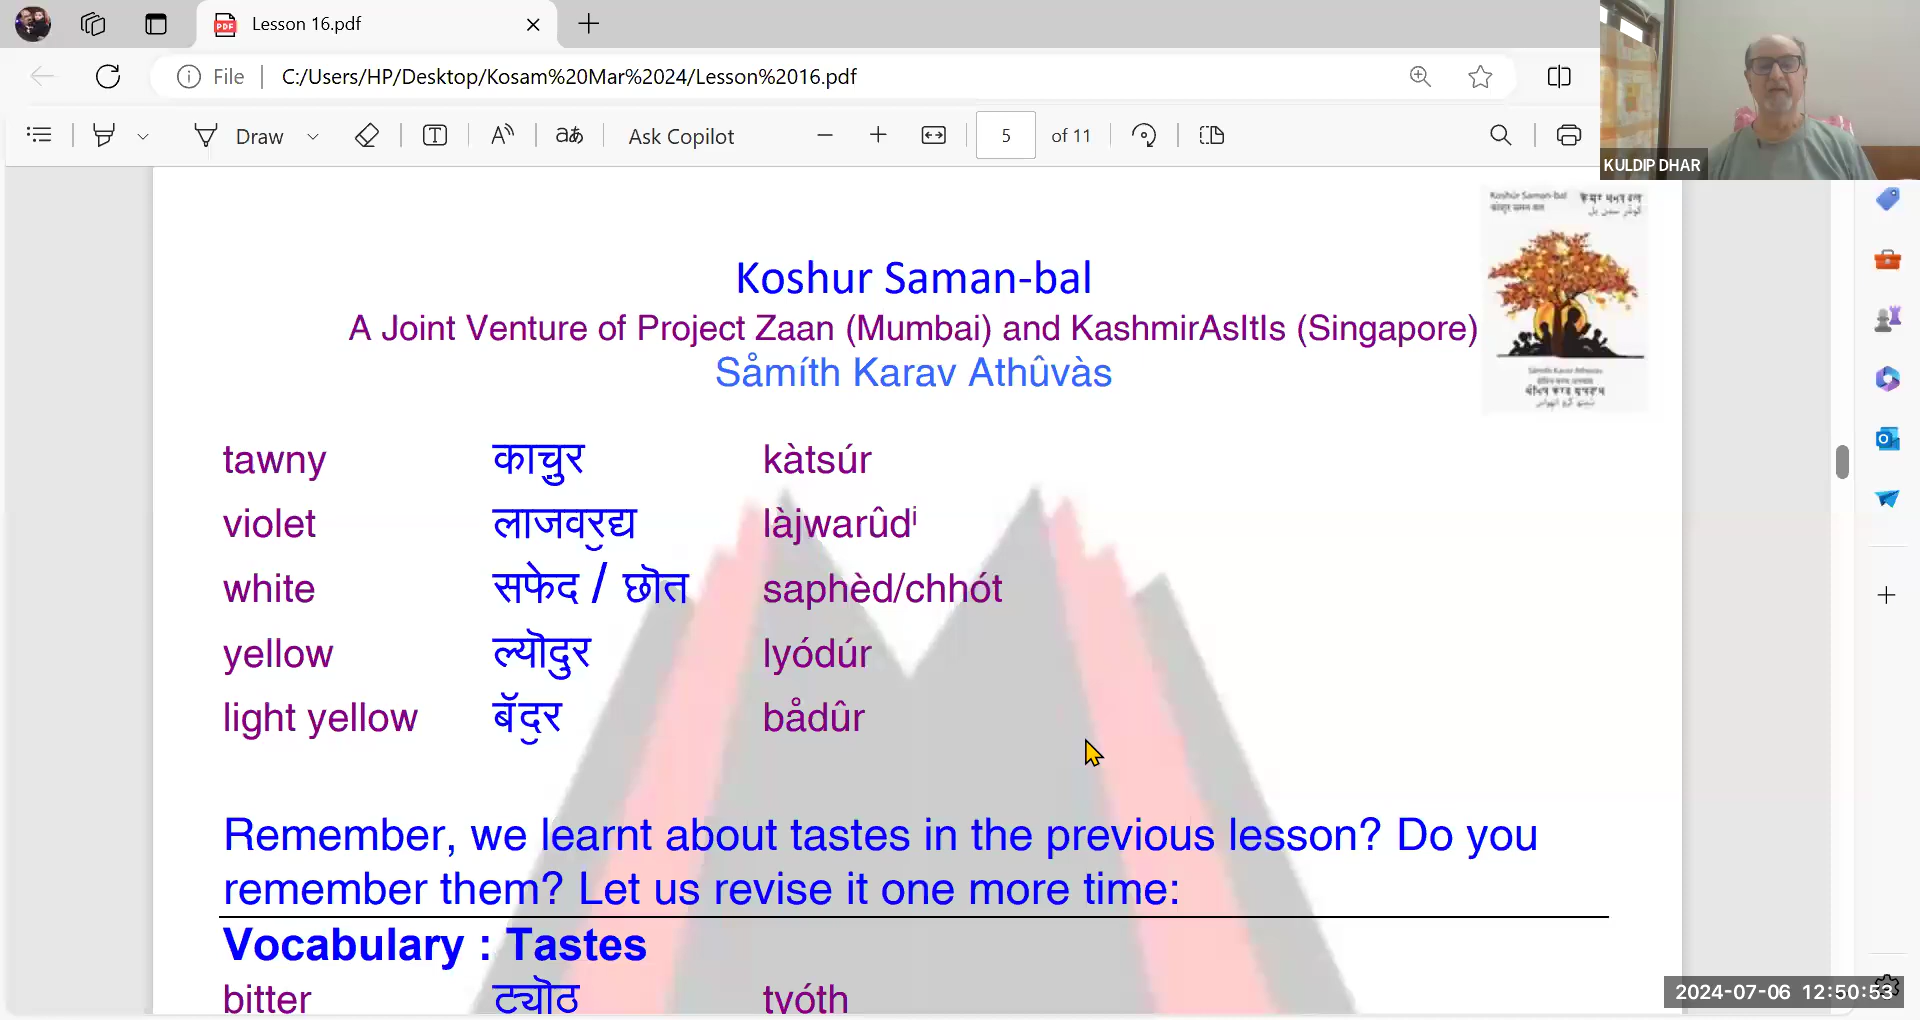 Lesson 16.pdf
File
C:/Users/HP/Desktop/Kosam%20Mar%2024/Lesson%2016.pdf
Draw
Ask Copilot
5 of 11
KULDIP DHAR
Koshur Saman-bal
A Joint Venture of Project Zaan (Mumbai) and KashmirAsItIs (Singapore)
Såmíth Karav Athûvàs
tawny काचु़र kàtsúr
violet लाजवरॖद्य làjwarûdⁱ
white सफेद / छॊत saphèd/chhót
yellow ल्यॊदुर lyódúr
light yellow बॅदॖर bådûr
Remember, we learnt about tastes in the previous lesson? Do you
remember them? Let us revise it one more time:
Vocabulary : Tastes
bitter ट्यॊठ tyóth
2024-07-06 12:50:53